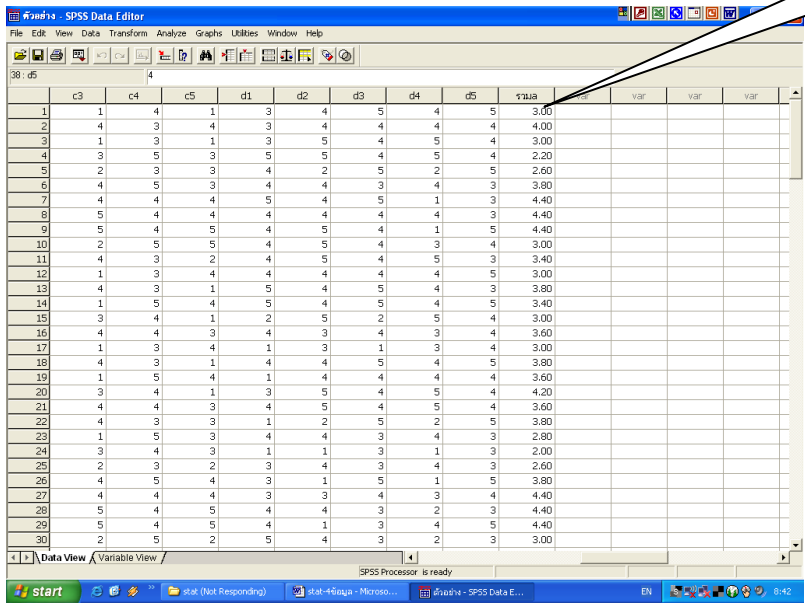 ตัวอย่าง - SPSS Data Editor
File Edit View Data Transform Analyze Graphs Utilities Window Help
38 : d5 4
c3 c4 c5 d1 d2 d3 d4 d5 รวมa var var var var
1 1 4 1 3 4 5 4 5 3.00
2 4 3 4 3 4 4 4 3 4.00
3 1 3 1 3 5 4 5 4 3.00
4 3 5 3 5 5 4 5 4 2.20
5 2 3 3 4 2 5 2 5 2.60
6 4 5 3 4 4 3 4 3 3.80
7 4 4 4 5 4 5 1 3 4.40
8 5 4 4 4 4 4 4 3 4.40
9 5 4 5 4 5 4 1 5 4.40
10 2 5 5 4 5 4 3 4 3.00
11 4 3 2 4 5 4 5 3 3.40
12 1 3 4 4 4 4 4 5 3.00
13 4 3 1 5 4 5 4 3 3.80
14 1 5 4 5 4 5 4 5 3.40
15 3 4 1 2 5 2 5 4 3.00
16 4 4 3 4 3 4 3 4 3.60
17 1 3 4 1 3 1 3 4 3.00
18 4 3 1 4 4 5 4 5 3.80
19 1 5 4 1 4 4 4 4 3.60
20 3 4 1 3 5 4 5 4 4.20
21 4 4 3 4 5 4 5 4 3.60
22 4 3 3 1 2 5 2 5 3.80
23 1 5 3 4 4 3 4 3 2.80
24 3 4 3 1 1 3 1 3 2.00
25 2 3 2 3 4 3 4 3 2.60
26 4 5 4 3 1 5 1 5 3.80
27 4 4 4 3 3 4 3 4 4.40
28 5 4 5 4 4 3 2 3 4.40
29 5 4 5 4 1 3 4 5 4.40
30 2 5 2 5 4 3 2 3 3.00
Data View Variable View
SPSS Processor is ready
start stat (Not Responding) stat-4ข้อมูล - Microso... ตัวอย่าง - SPSS Data E... EN 8:42